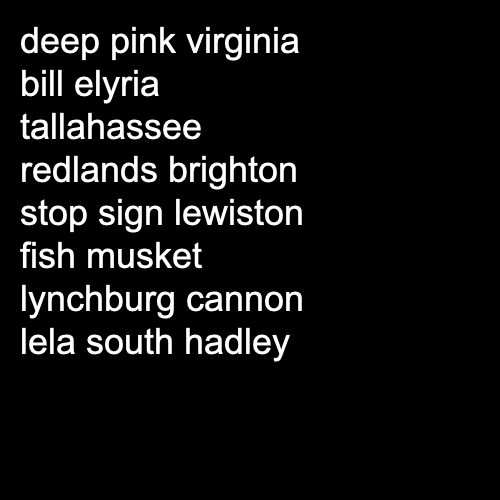 deep pink virginia
bill elyria
tallahassee
redlands brighton
stop sign lewiston
fish musket
lynchburg cannon
lela south hadley